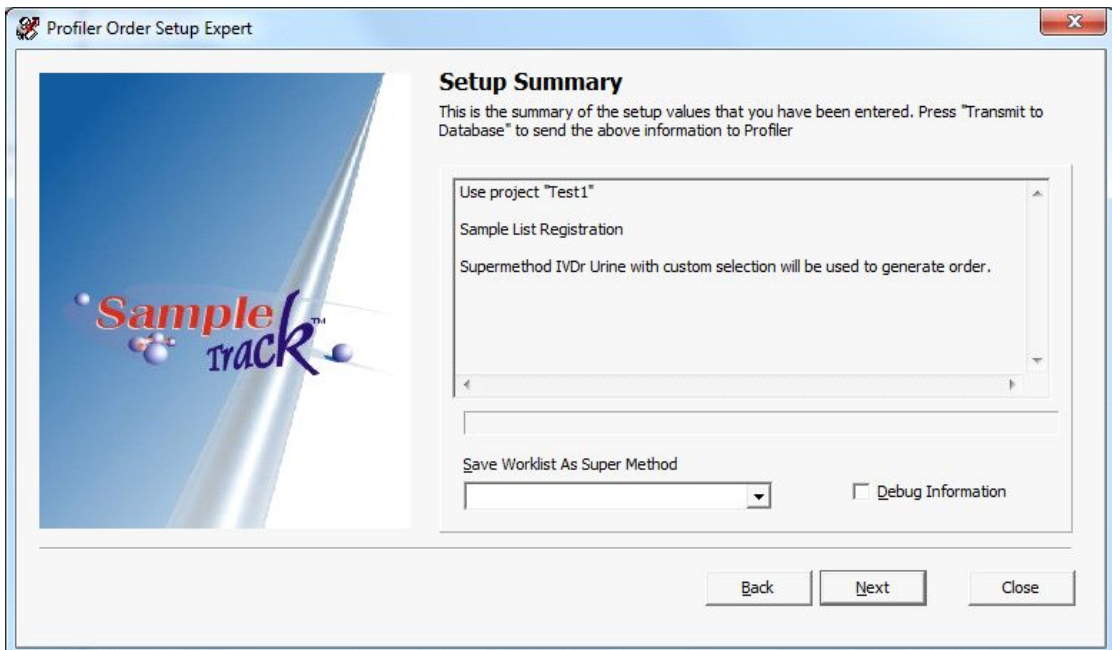 Profiler Order Setup Expert
Setup Summary
This is the summary of the setup values that you have been entered. Press "Transmit to
Database" to send the above information to Profiler
Use project "Test1"
Sample List Registration
Supermethod IVDr Urine with custom selection will be used to generate order.
Sample
Track™
Save Worklist As Super Method
Debug Information
Back
Next
Close